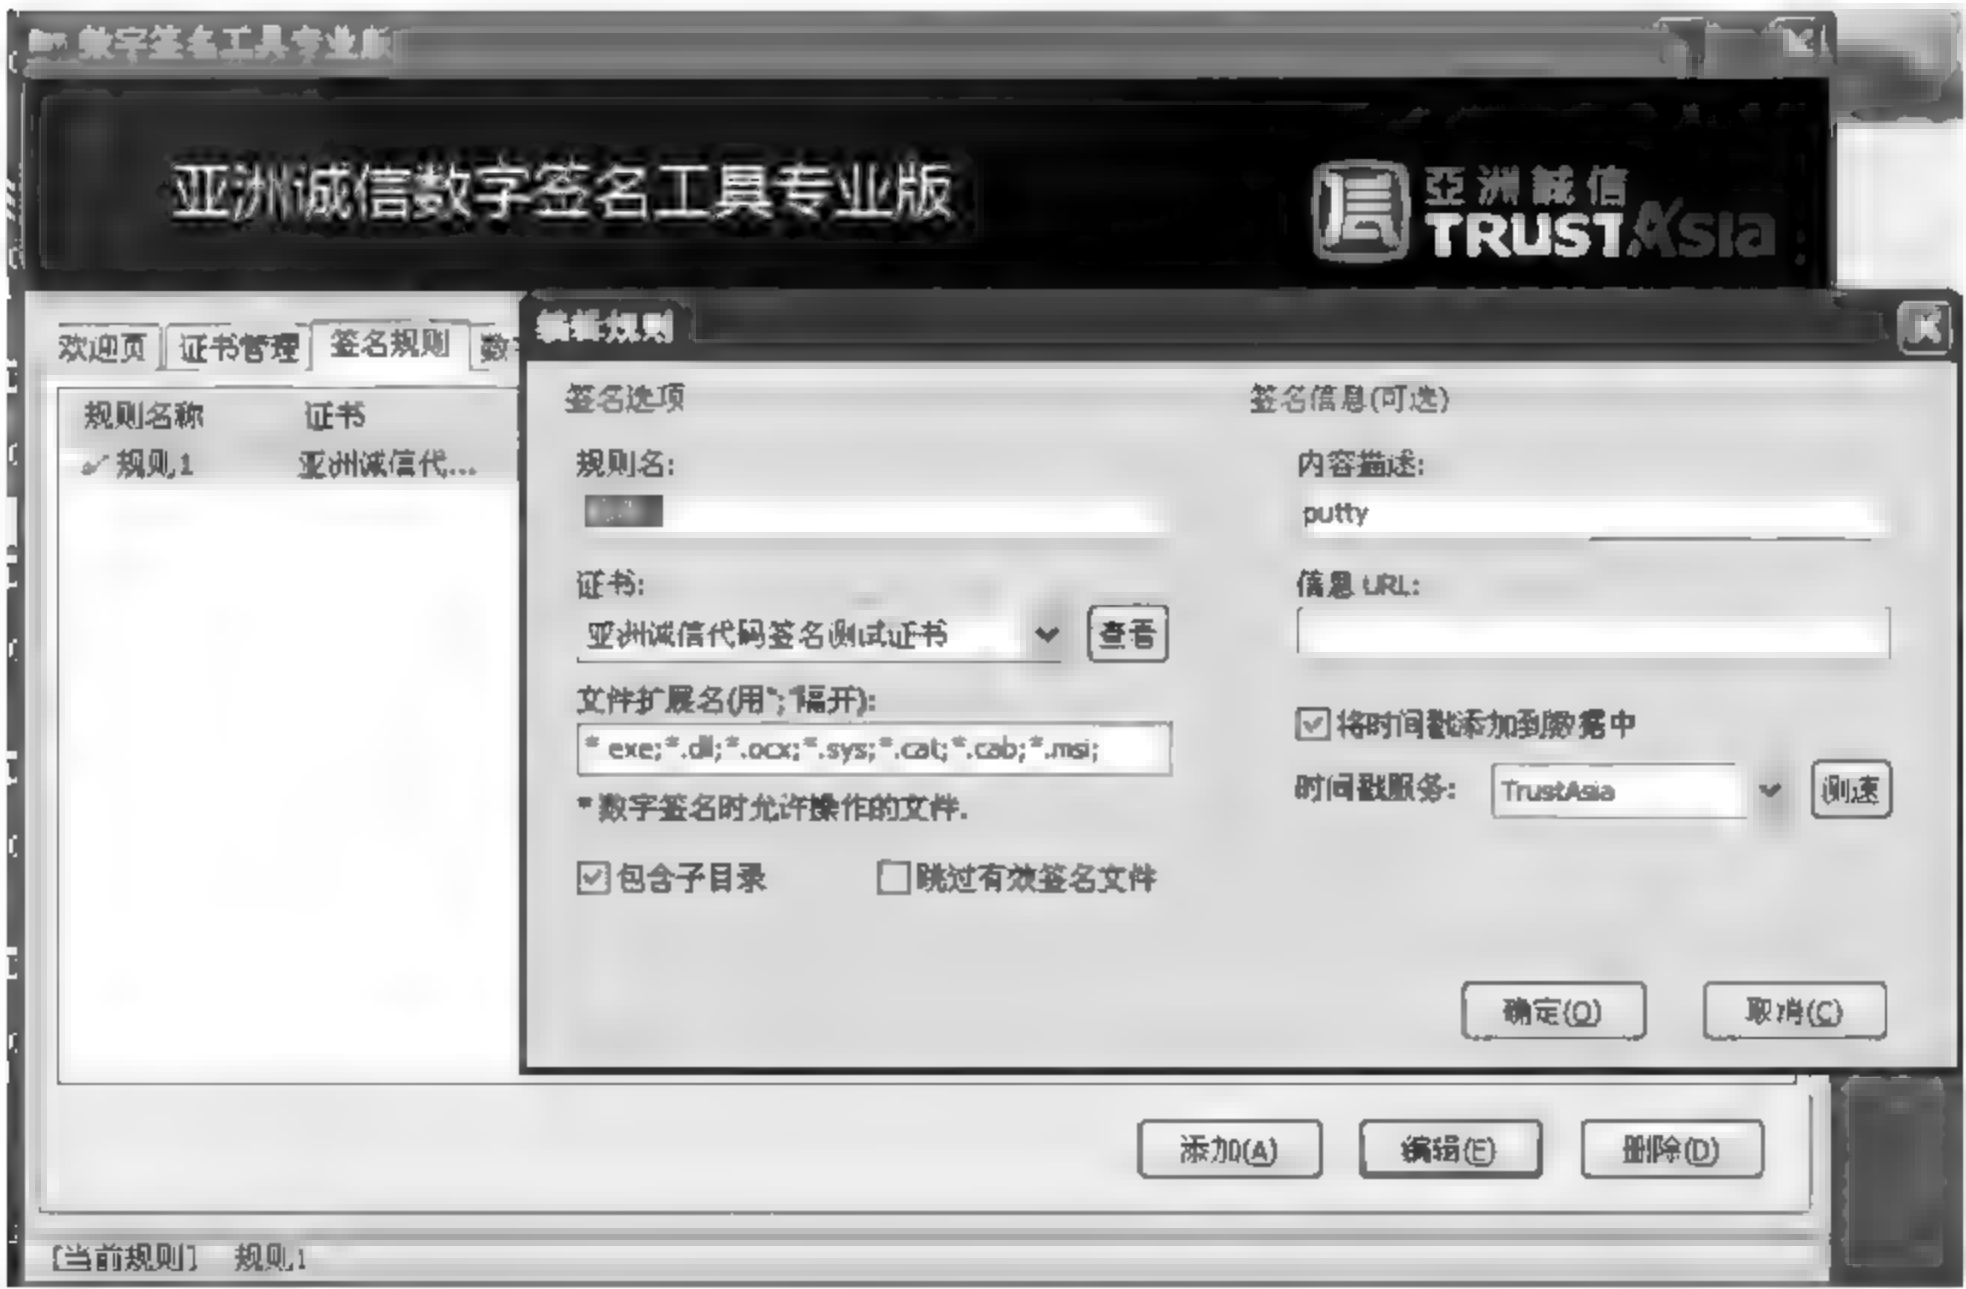 数字签名工具专业版
亚洲诚信数字签名工具专业版
亞洲誠信
TRUSTAsia
欢迎页 证书管理 签名规则 数
编辑规则
规则名称 证书
规则1 亚洲诚信代...
签名选项
规则名:
证书:
亚洲诚信代码签名测试证书 查看
文件扩展名(用";"隔开):
*.exe;*.dll;*.ocx;*.sys;*.cat;*.cab;*.msi;
*数字签名时允许操作的文件.
包含子目录 跳过有效签名文件
签名信息(可选)
内容描述:
putty
信息 URL:
将时间戳添加到数据中
时间戳服务: TrustAsia 测速
确定(O) 取消(C)
添加(A) 编辑(E) 删除(D)
[当前规则] 规则1